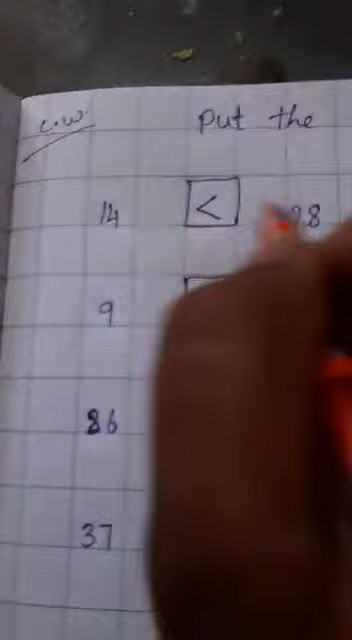 C.W.
Put the
14 < 28
9
86
37